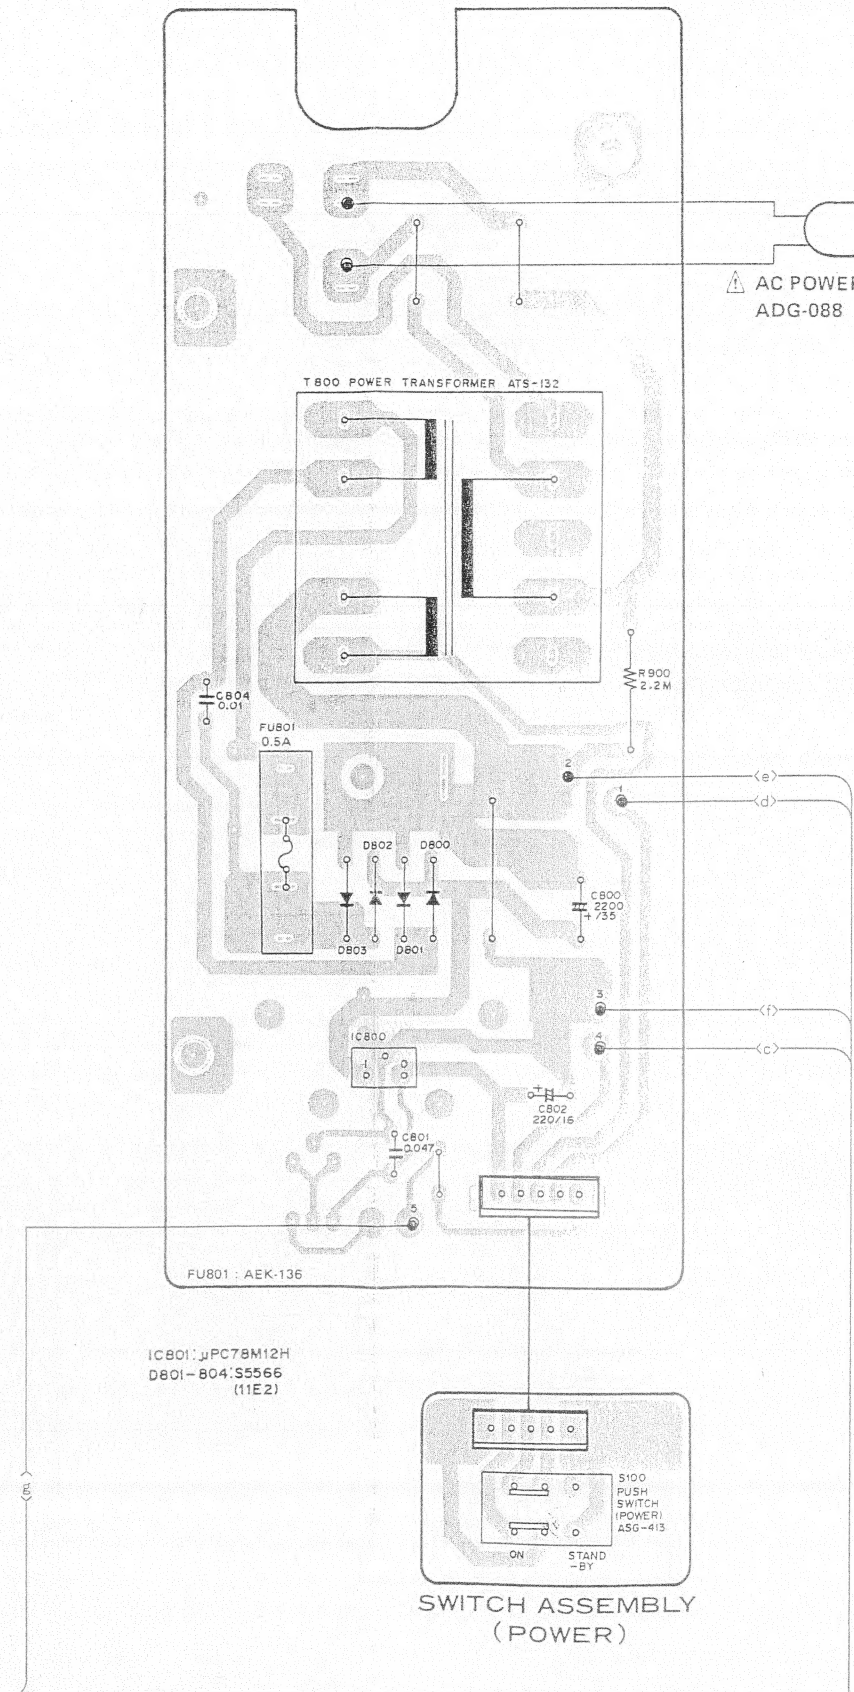 ⚠ AC POWER
ADG-088
T800 POWER TRANSFORMER ATS-132
R900
2.2M
C804
0.01
FU801
0.5A
2
<e>
1
<d>
D802
D800
C800
2200
+/35
D803
D801
3
<f>
IC800
4
<c>
I
O
+
C802
220/16
C801
0.047
5
FU801 : AEK-136
IC801:µPC78M12H
D801-804:S5566
(11E2)
<g>
S100
PUSH
SWITCH
(POWER)
ASG-413
ON
STAND
-BY
SWITCH ASSEMBLY
(POWER)